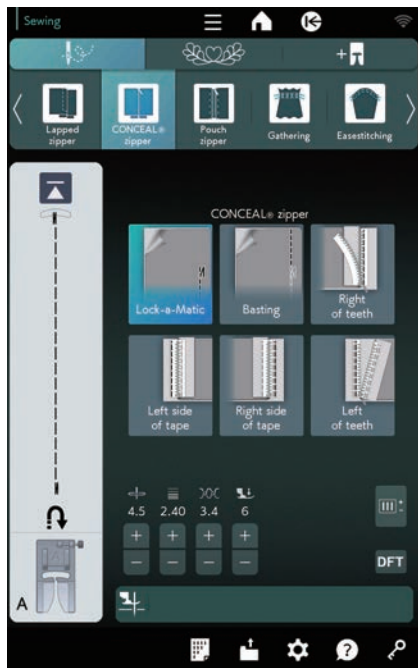 Sewing
Lapped
zipper
CONCEAL®
zipper
Pouch
zipper
Gathering
Easestitching
CONCEAL® zipper
Lock-a-Matic
Basting
Right
of teeth
Left side
of tape
Right side
of tape
Left
of teeth
4.5 2.40 3.4 6
+ + + +
− − − −
DFT
A